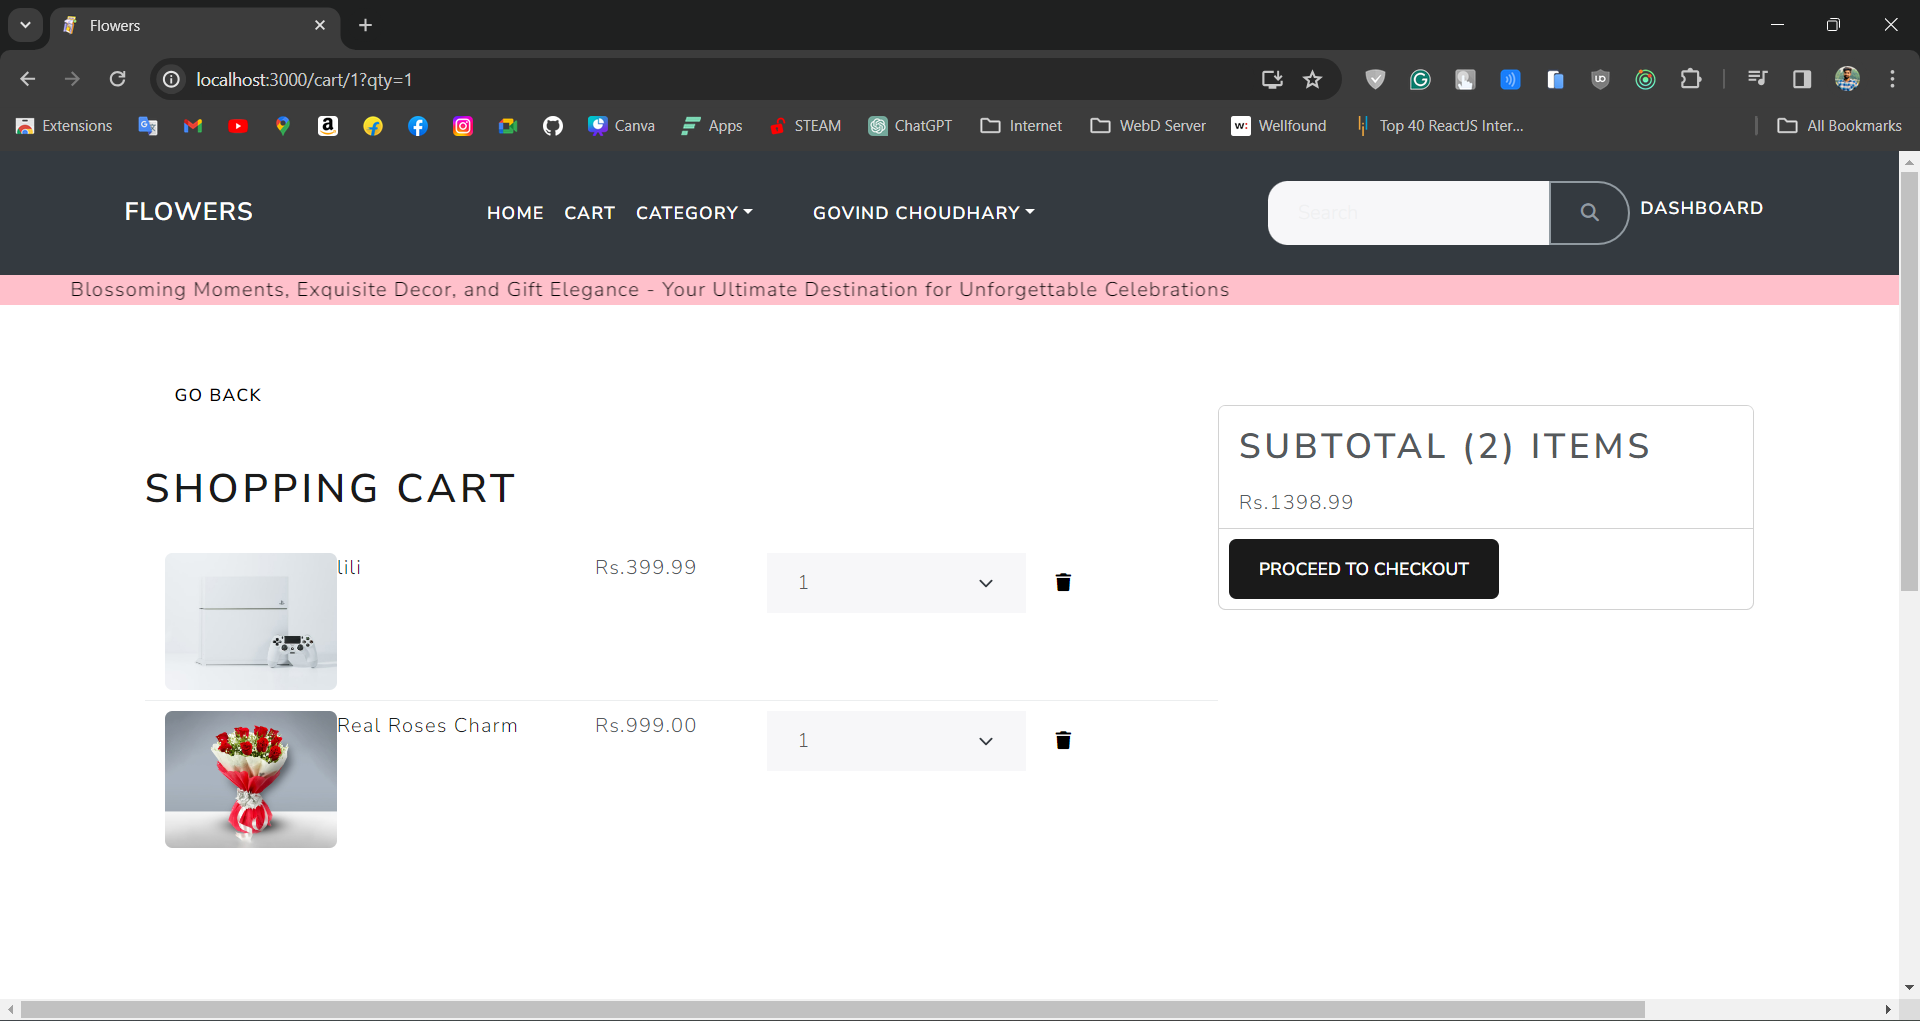 Flowers
localhost:3000/cart/1?qty=1
Extensions
Canva
Apps
STEAM
ChatGPT
Internet
WebD Server
w:
Wellfound
Top 40 ReactJS Inter...
All Bookmarks
FLOWERS
HOME CART CATEGORY GOVIND CHOUDHARY
Search
DASHBOARD
Blossoming Moments, Exquisite Decor, and Gift Elegance - Your Ultimate Destination for Unforgettable Celebrations
GO BACK
SHOPPING CART
lili Rs.399.99 1
Real Roses Charm Rs.999.00 1
SUBTOTAL (2) ITEMS
Rs.1398.99
PROCEED TO CHECKOUT